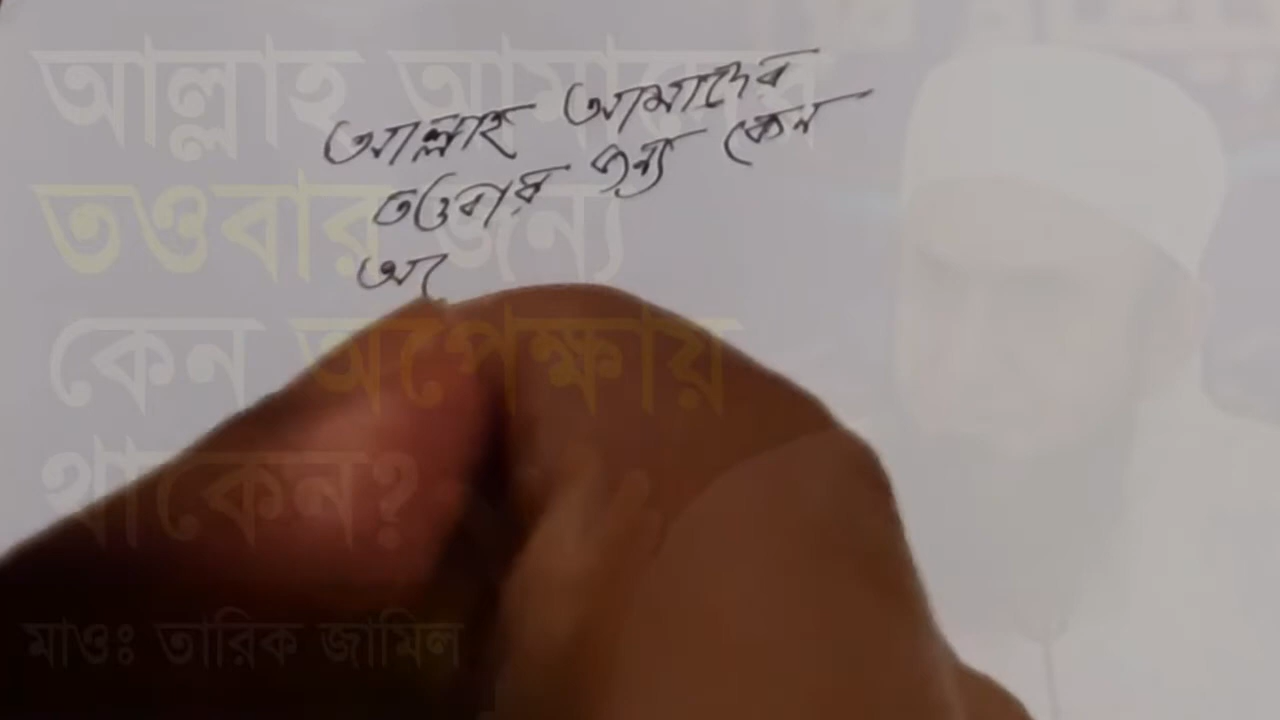 আল্লাহ আমাদের
তওবার জন্য কেন
অে
আল্লাহ আমাদের
তওবার জন্যে
কেন অপেক্ষায়
থাকেন?
মাওঃ তারিক জামিল